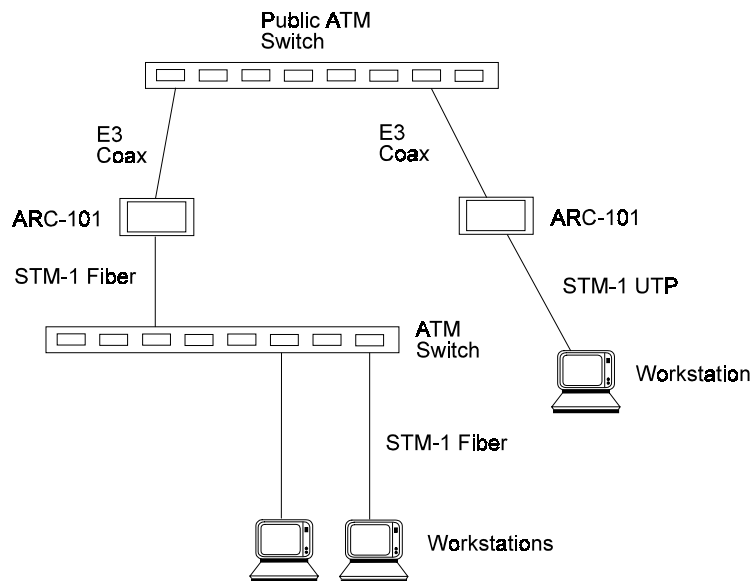 Public ATM
Switch
E3
Coax
E3
Coax
ARC-101
ARC-101
STM-1 Fiber
STM-1 UTP
ATM
Switch
Workstation
STM-1 Fiber
Workstations